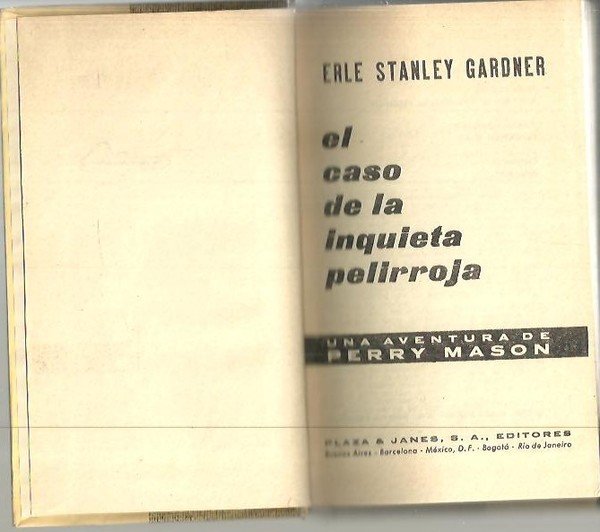 ERLE STANLEY GARDNER
el
caso
de la
inquieta
pelirroja
UNA AVENTURA DE
PERRY MASON
PLAZA & JANES, S. A., EDITORES
Buenos Aires - Barcelona - México, D. F. - Bogotá - Río de Janeiro